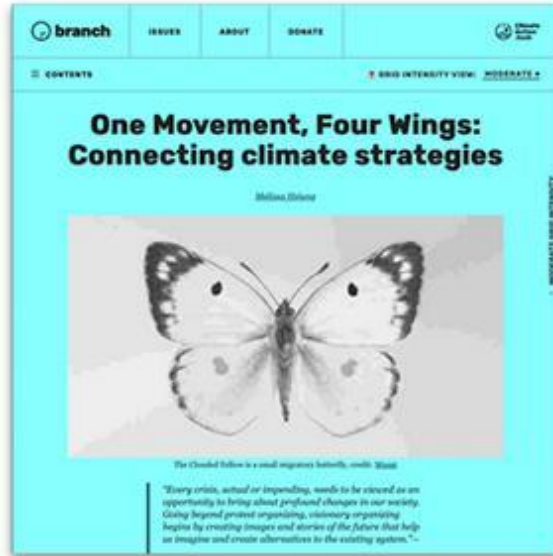 branch
ISSUES
ABOUT
DONATE
Climate
Action
CONTENTS
GRID INTENSITY VIEW:
MODERATE
One Movement, Four Wings:
Connecting climate strategies
The Clouded Yellow is a small migratory butterfly, credit:
"Every crisis, actual or impending, needs to be viewed as an
opportunity to bring about profound changes in our society.
Going beyond protest organizing, visionary organizing
begins by creating images and stories of the future that help
us imagine and create alternatives to the existing system."–